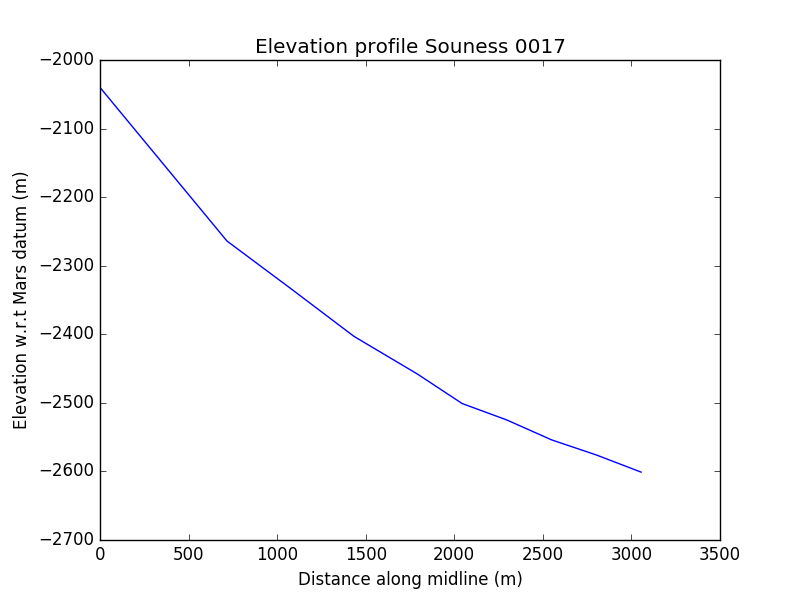 Elevation profile Souness 0017
−2000
−2100
−2200
−2300
−2400
−2500
−2600
−2700
Elevation w.r.t Mars datum (m)
0 500 1000 1500 2000 2500 3000 3500
Distance along midline (m)